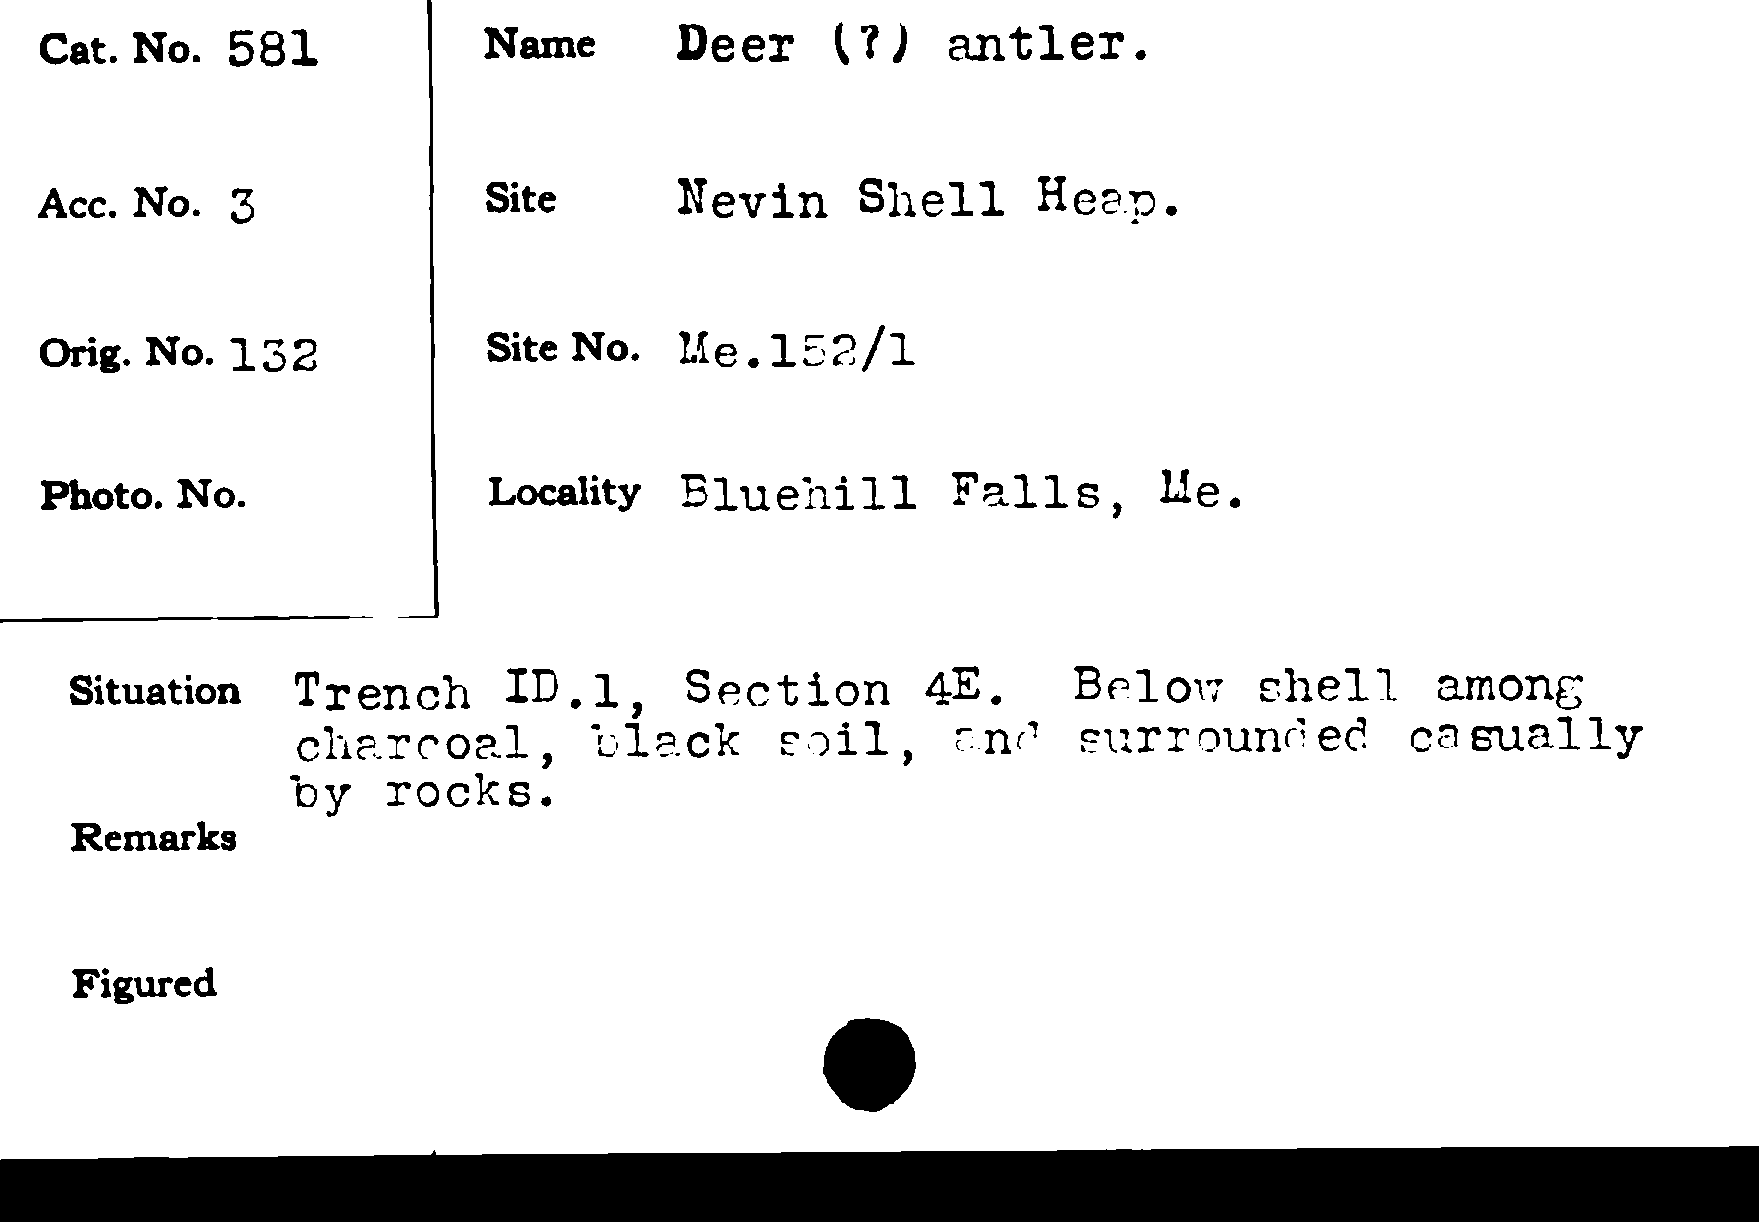 Cat. No. 581
Name Deer (?) antler.
Acc. No. 3
Site Nevin Shell Heap.
Orig. No. 132
Site No. Me.152/1
Photo. No.
Locality Bluehill Falls, Me.
Situation Trench ID.1, Section 4E. Below shell among
charcoal, black soil, and surrounded casually
by rocks.
Remarks
Figured